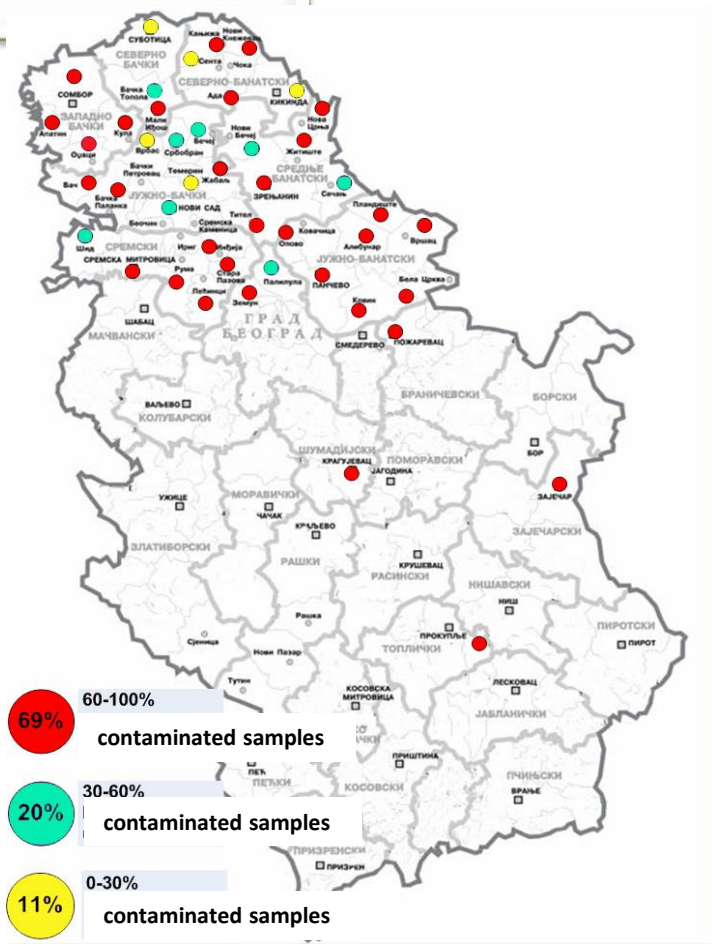 СУБОТИЦА
Кањижа
Нови
Кнежевац
СЕВЕРНО
БАЧКИ
Сента
Чока
СЕВЕРНО-БАНАТСКИ
СОМБОР
Бачка
Топола
Ада
КИКИНДА
ЗАПАДНО
БАЧКИ
Апатин
Кула
Мали
Иђош
Нова
Црња
Врбас
Србобран
Бечеј
Нови
Бечеј
Житиште
Оџаци
Бачки
Петровац
Темерин
Жабаљ
СРЕДЊЕ
БАНАТСКИ
Бач
Бачка
Паланка
ЈУЖНО-БАЧКИ
ЗРЕЊАНИН
Сечањ
НОВИ САД
Тител
Пландиште
Беочин
Сремска
Каменица
Ковачица
Опово
Алибунар
Вршац
Шид
СРЕМСКИ
Ириг
Инђија
ЈУЖНО-БАНАТСКИ
СРЕМСКА МИТРОВИЦА
Рума
Стара
Пазова
Палилула
ПАНЧЕВО
Бела Црква
Пећинци
Земун
Ковин
ШАБАЦ
ГРАД
БЕОГРАД
МАЧВАНСКИ
СМЕДЕРЕВО
ПОЖАРЕВАЦ
БРАНИЧЕВСКИ
БОРСКИ
ВАЉЕВО
КОЛУБАРСКИ
ШУМАДИЈСКИ
КРАГУЈЕВАЦ
ПОМОРАВСКИ
ЈАГОДИНА
БОР
УЖИЦЕ
МОРАВИЧКИ
ЧАЧАК
ЗАЈЕЧАР
ЗЛАТИБОРСКИ
КРАЉЕВО
РАШКИ
ЗАЈЕЧАРСКИ
РАСИНСКИ
КРУШЕВАЦ
НИШАВСКИ
НИШ
Рашка
Сјеница
Нови Пазар
ПРОКУПЉЕ
ТОПЛИЧКИ
ПИРОТСКИ
ПИРОТ
Тутин
КОСОВСКА
МИТРОВИЦА
ЛЕСКОВАЦ
ЈАБЛАНИЧКИ
69%
60-100%
contaminated samples
ПРИШТИНА
ПЕЋ
ПЕЋКИ
КОСОВСКИ
ПЧИЊСКИ
ВРАЊЕ
20%
30-60%
contaminated samples
ПРИЗРЕНСКИ
ПРИЗРЕН
11%
0-30%
contaminated samples